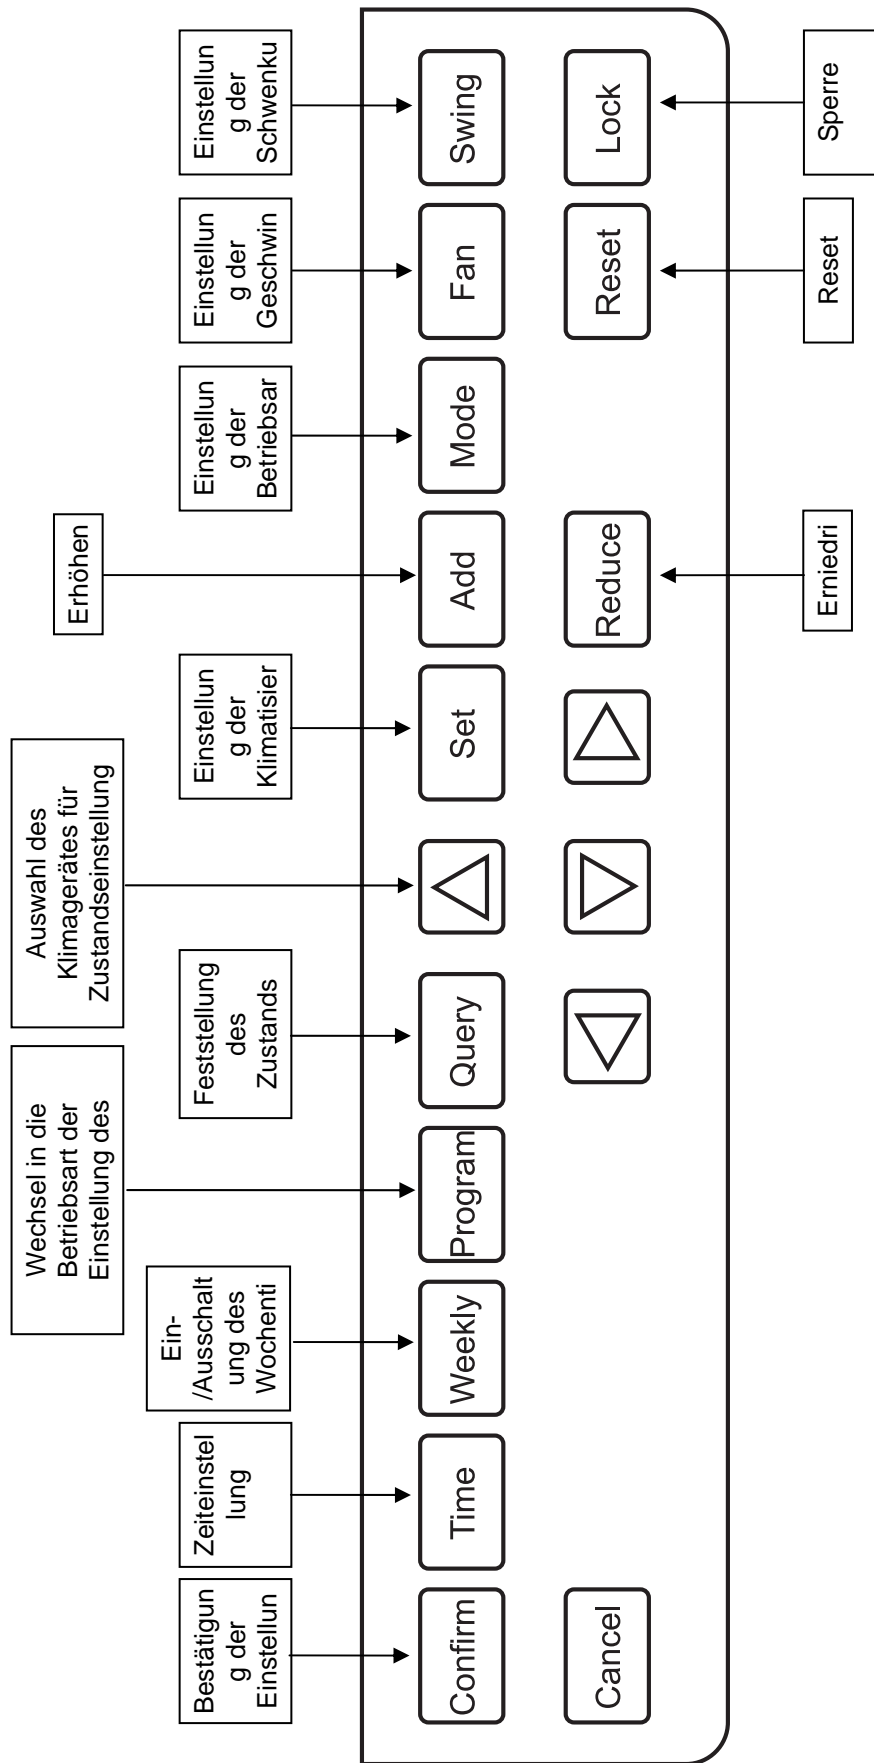 Wechsel in die
Betriebsart der
Einstellung des
Auswahl des
Klimagerätes für
Zustandseinstellung
Erhöhen
Bestätigun
g der
Einstellun
Zeiteinstel
lung
Ein-
/Ausschalt
ung des
Wochenti
Feststellung
des
Zustands
Einstellun
g der
Klimatisier
Einstellun
g der
Betriebsar
Einstellun
g der
Geschwin
Einstellun
g der
Schwenku
Confirm
Time
Weekly
Program
Query
Set
Add
Mode
Fan
Swing
Cancel
Reduce
Reset
Lock
Erniedri
Reset
Sperre